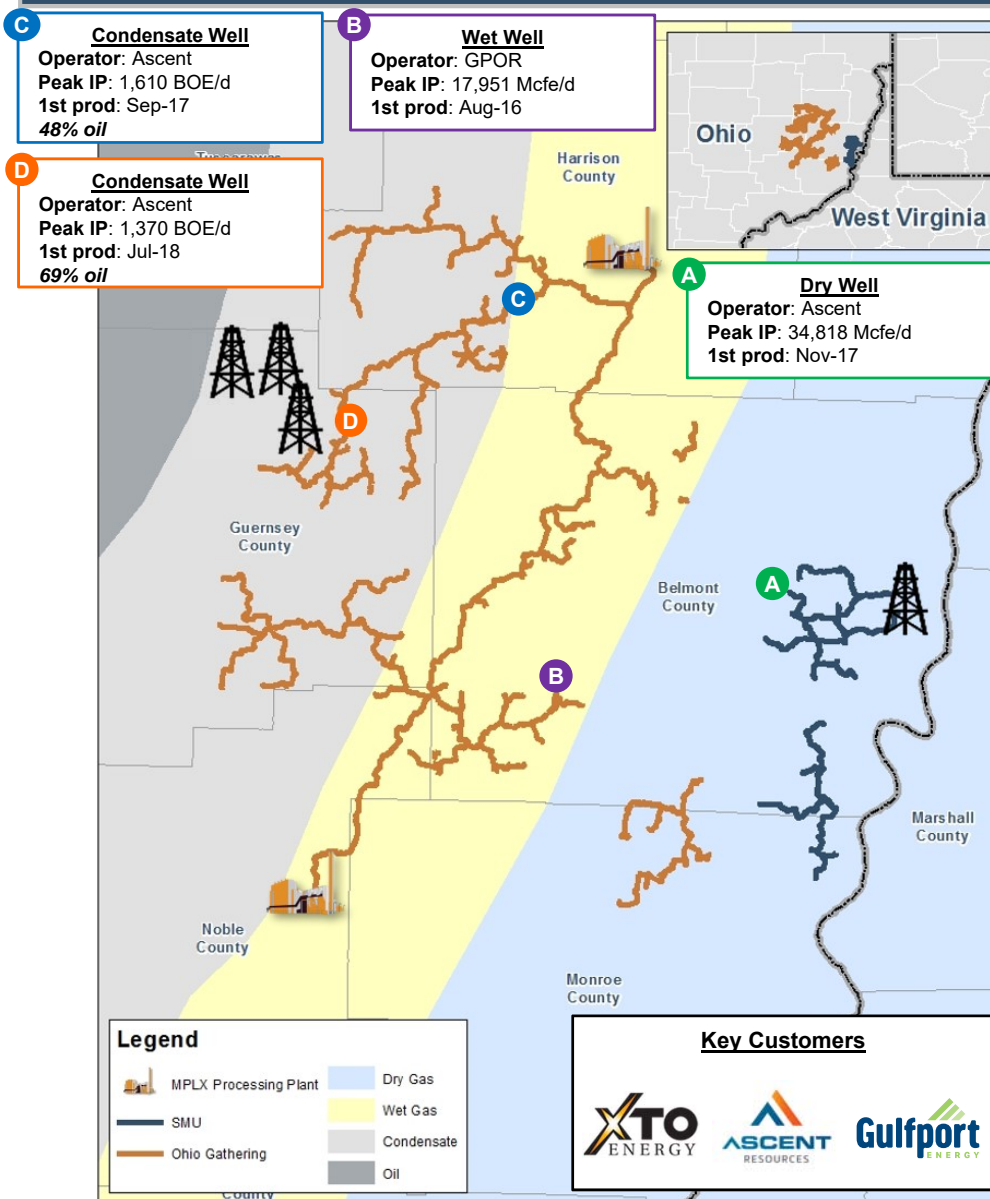 C
Condensate Well
Operator: Ascent
Peak IP: 1,610 BOE/d
1st prod: Sep-17
48% oil
B
Wet Well
Operator: GPOR
Peak IP: 17,951 Mcfe/d
1st prod: Aug-16
D
Condensate Well
Operator: Ascent
Peak IP: 1,370 BOE/d
1st prod: Jul-18
69% oil
Harrison
County
Ohio
West Virginia
A
Dry Well
Operator: Ascent
Peak IP: 34,818 Mcfe/d
1st prod: Nov-17
C
D
Guernsey
County
Belmont
County
A
B
Marshall
County
Noble
County
Monroe
County
Legend
MPLX Processing Plant
SMU
Ohio Gathering
Dry Gas
Wet Gas
Condensate
Oil
County
Key Customers
XTO
ENERGY
ASCENT
RESOURCES
Gulfport
ENERGY